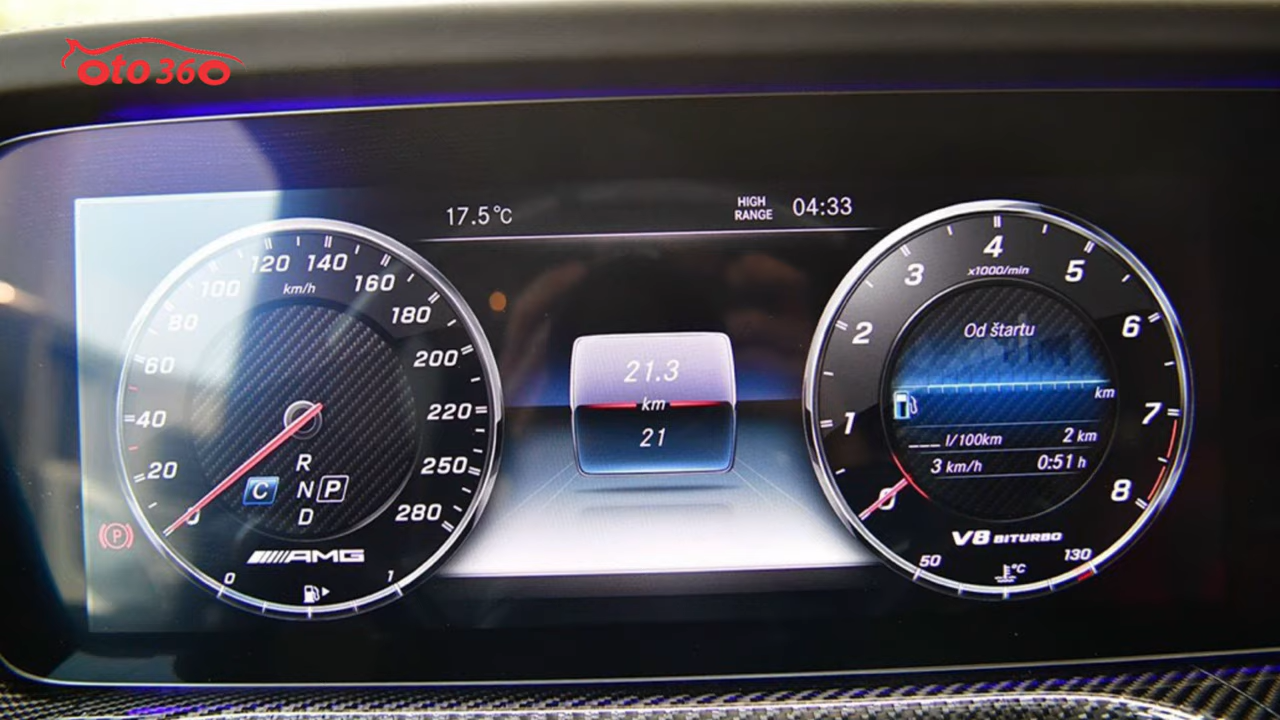 oto360
17.5°C
HIGH RANGE 04:33
0 20 40 60 80 100 120 140 160 180 200 220 250 280
km/h
R
C N P
D
AMG
0 1
P
21.3
km
21
0 1 2 3 4 5 6 7 8
x1000/min
Od štartu
km
___ l/100km 2 km
3 km/h 0:51 h
V8 BITURBO
50 °C 130